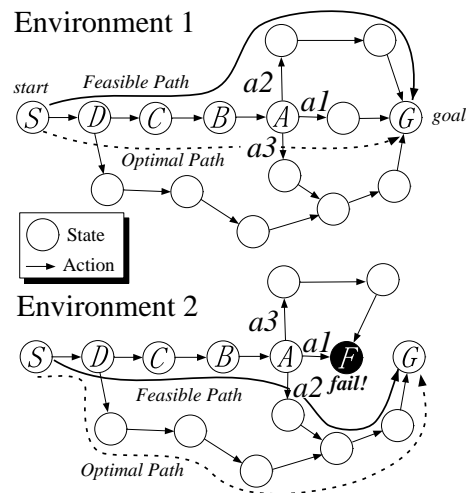 Environment 1
Feasible Path
start
a2
a1
S D C B A G
goal
a3
Optimal Path
State
Action
Environment 2
a3
a1
S D C B A F G
a2 fail!
Feasible Path
Optimal Path